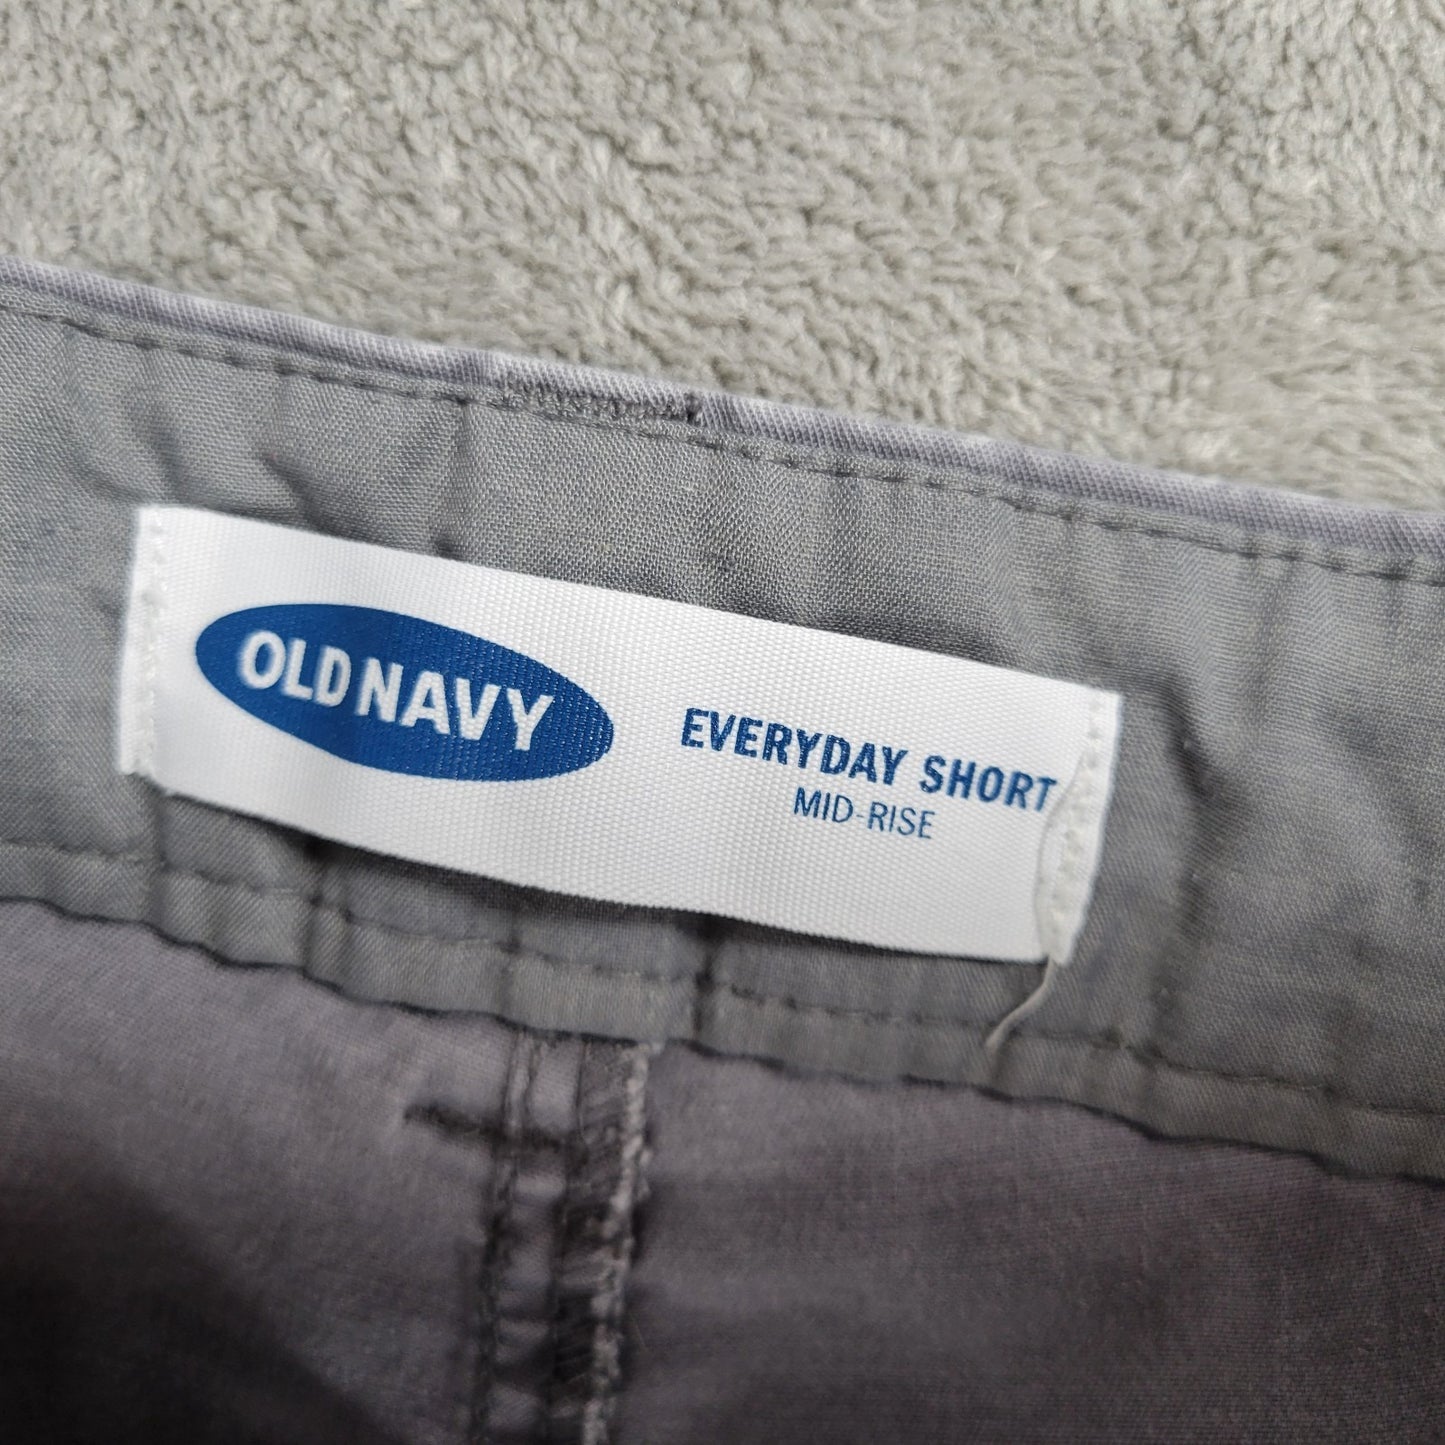 OLD NAVY
EVERYDAY SHORT
MID-RISE